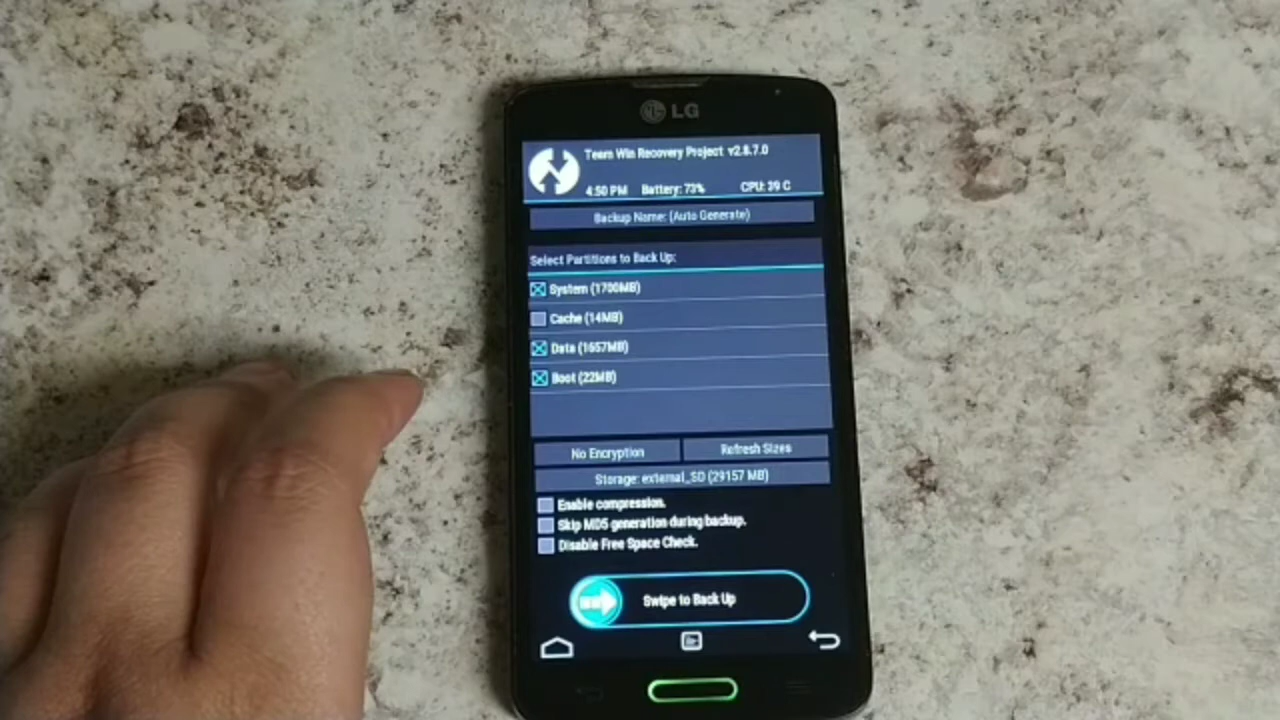 LG
Team Win Recovery Project v2.8.7.0
4:50 PM Battery: 73% CPU: 39 C
Backup Name: (Auto Generate)
Select Partitions to Back Up:
System (1700MB)
Cache (14MB)
Data (1657MB)
Boot (22MB)
No Encryption Refresh Sizes
Storage: external_SD (29157 MB)
Enable compression.
Skip MD5 generation during backup.
Disable Free Space Check.
Swipe to Back Up